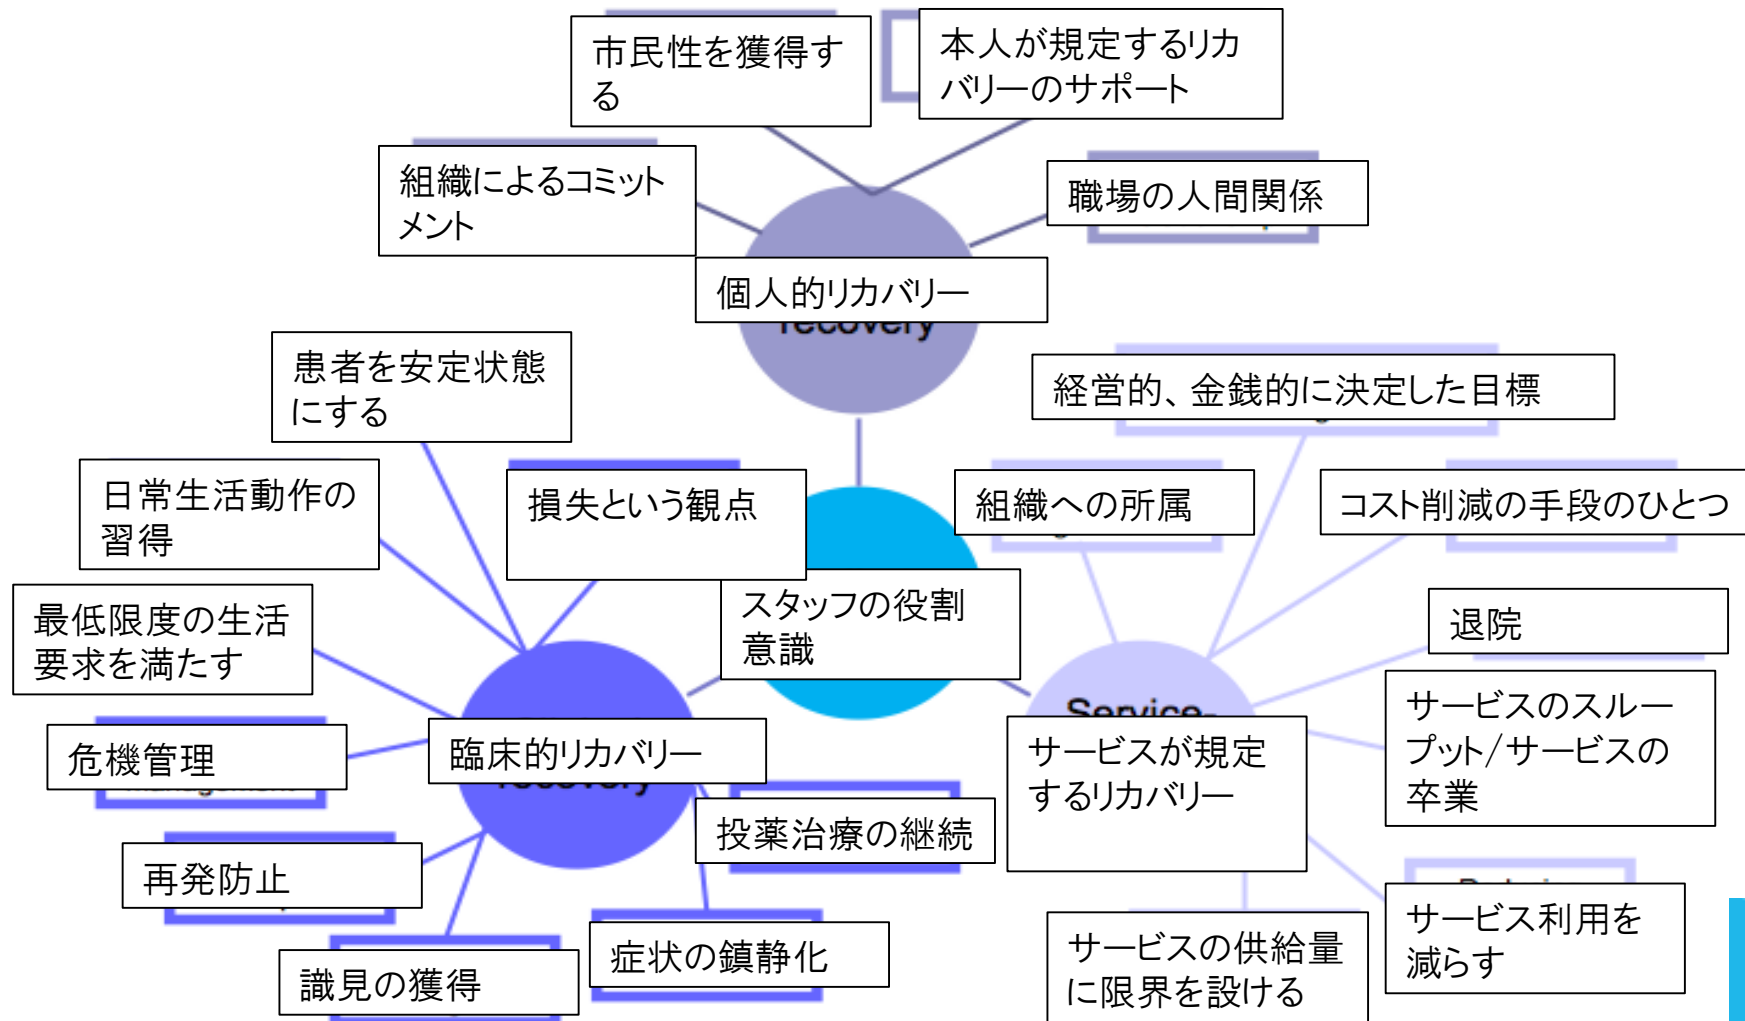 市民性を獲得す
る
本人が規定するリカ
バリーのサポート
組織によるコミット
メント
職場の人間関係
個人的リカバリー
recovery
患者を安定状態
にする
経営的、金銭的に決定した目標
日常生活動作の
習得
損失という観点
組織への所属
コスト削減の手段のひとつ
スタッフの役割
意識
最低限度の生活
要求を満たす
退院
Service-
サービスが規定
するリカバリー
サービスのスルー
プット/サービスの
卒業
危機管理
management
臨床的リカバリー
recovery
投薬治療の継続
再発防止
サービス利用を
減らす
症状の鎮静化
サービスの供給量
に限界を設ける
識見の獲得